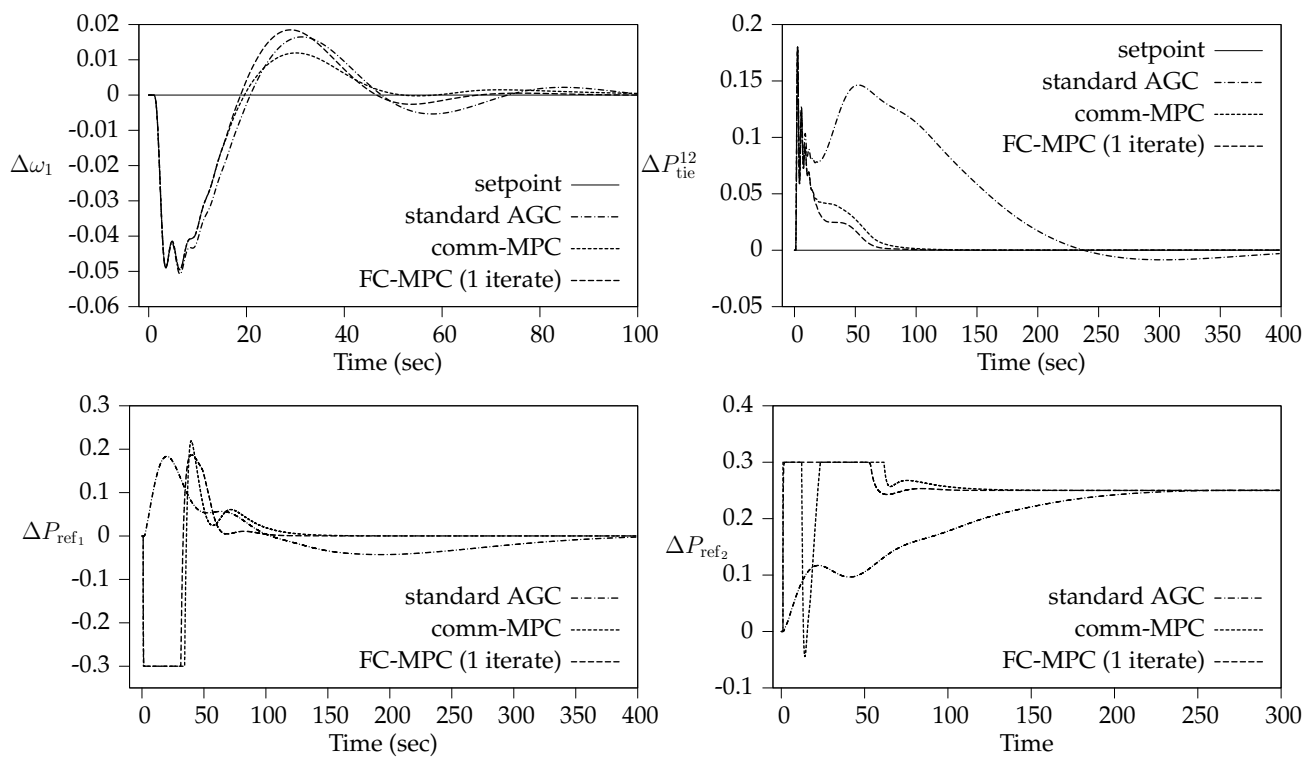 0.02
0.01
0
-0.01
-0.02
-0.03
-0.04
-0.05
-0.06
Δω₁
setpoint
standard AGC
comm-MPC
FC-MPC (1 iterate)
0 20 40 60 80 100
Time (sec)
0.2
0.15
0.1
0.05
0
-0.05
ΔP¹²tie
setpoint
standard AGC
comm-MPC
FC-MPC (1 iterate)
0 50 100 150 200 250 300 350 400
Time (sec)
0.3
0.2
0.1
0
-0.1
-0.2
-0.3
ΔPref₁
standard AGC
comm-MPC
FC-MPC (1 iterate)
0 50 100 150 200 250 300 350 400
Time (sec)
0.4
0.3
0.2
0.1
0
-0.1
ΔPref₂
standard AGC
comm-MPC
FC-MPC (1 iterate)
0 50 100 150 200 250 300
Time